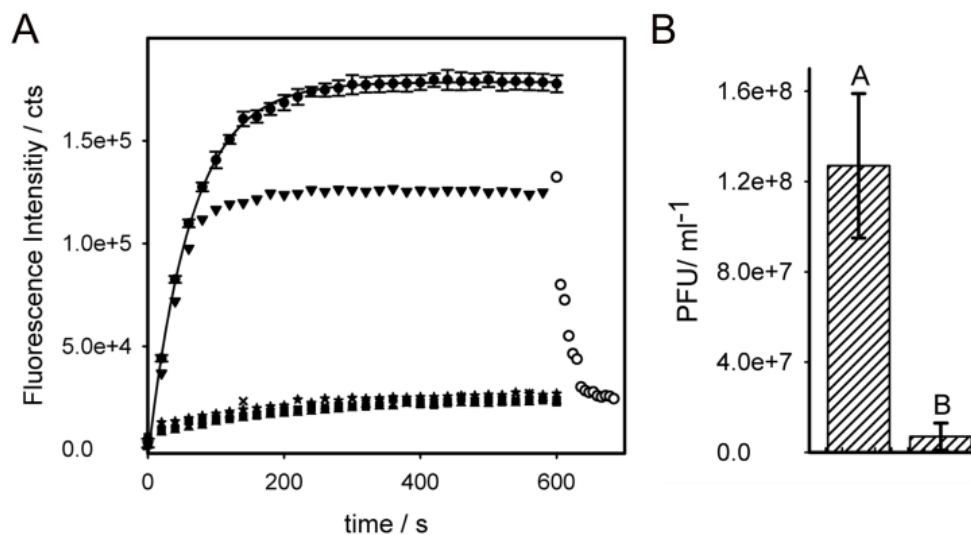 A
Fluorescence Intensitiy / cts
1.5e+5
1.0e+5
5.0e+4
0.0
0
200
400
600
time / s
B
PFU/ ml-1
1.6e+8
1.2e+8
8.0e+7
4.0e+7
0.0
A
B